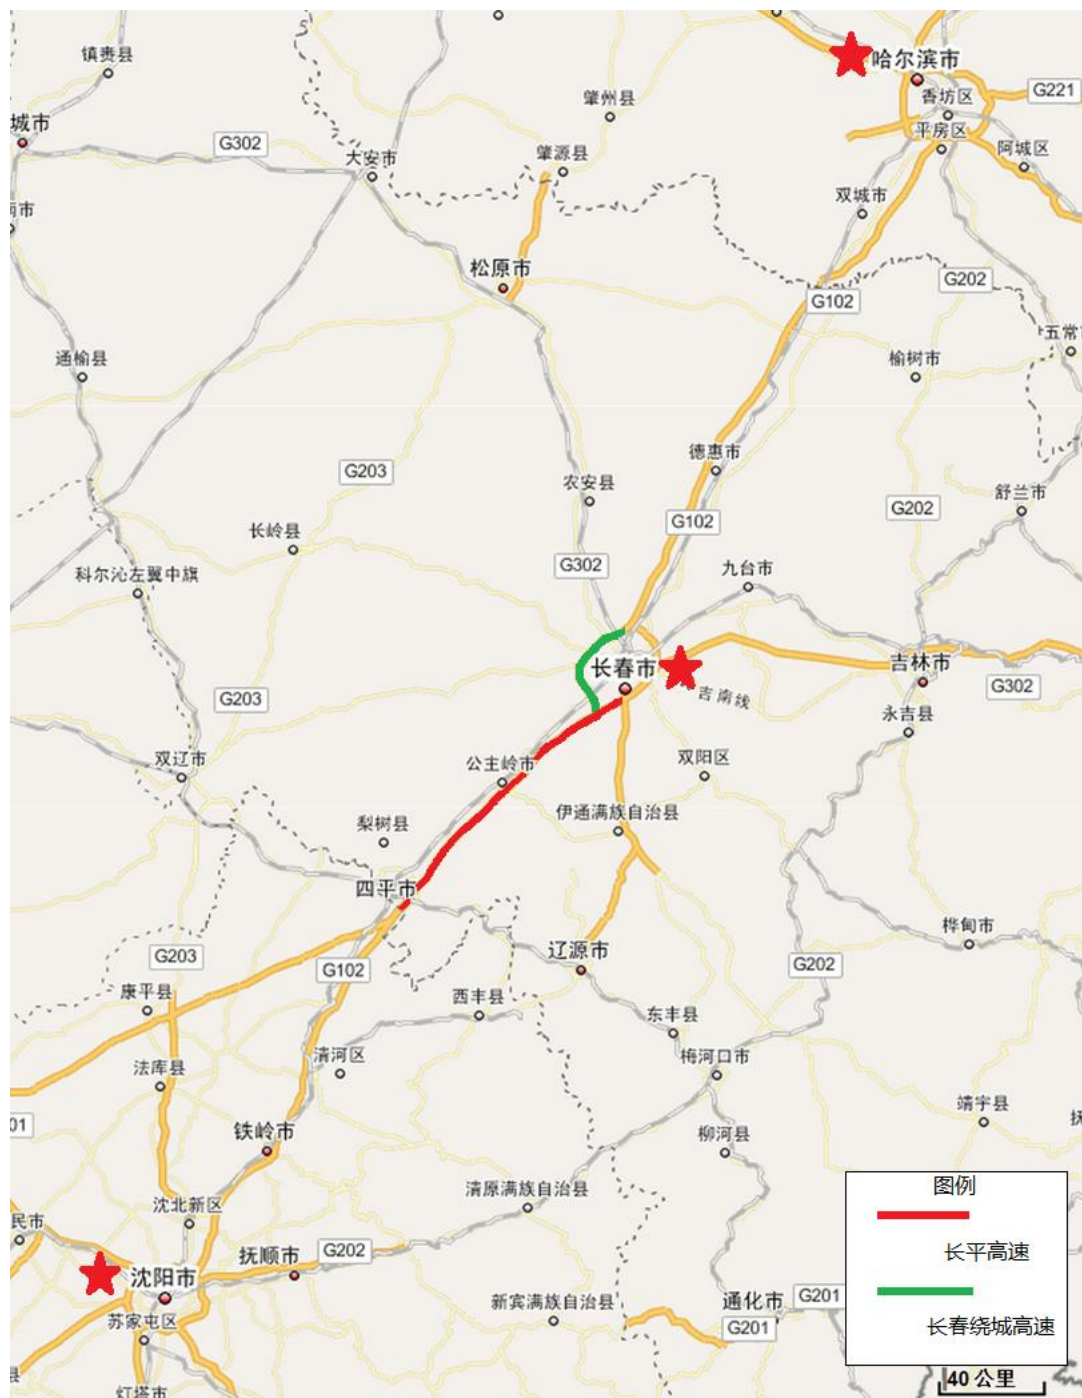 镇赉县
哈尔滨市
G221
肇州县
香坊区
城市
平房区
G302
大安市
肇源县
阿城区
双城市
松原市
G202
G102
五常
通榆县
榆树市
德惠市
G203
农安县
舒兰市
G202
G102
长岭县
G302
九台市
科尔沁左翼中旗
长春市
吉林市
G302
G203
吉南线
永吉县
双辽市
公主岭市
双阳区
伊通满族自治县
梨树县
四平市
桦甸市
G203
辽源市
G102
G202
康平县
西丰县
东丰县
清河区
梅河口市
法库县
靖宇县
01
抚
铁岭市
柳河县
图例
沈北新区
清原满族自治县
民市
长平高速
抚顺市
G202
沈阳市
新宾满族自治县
通化市
G201
苏家屯区
G201
长春绕城高速
县
40公里
灯塔市